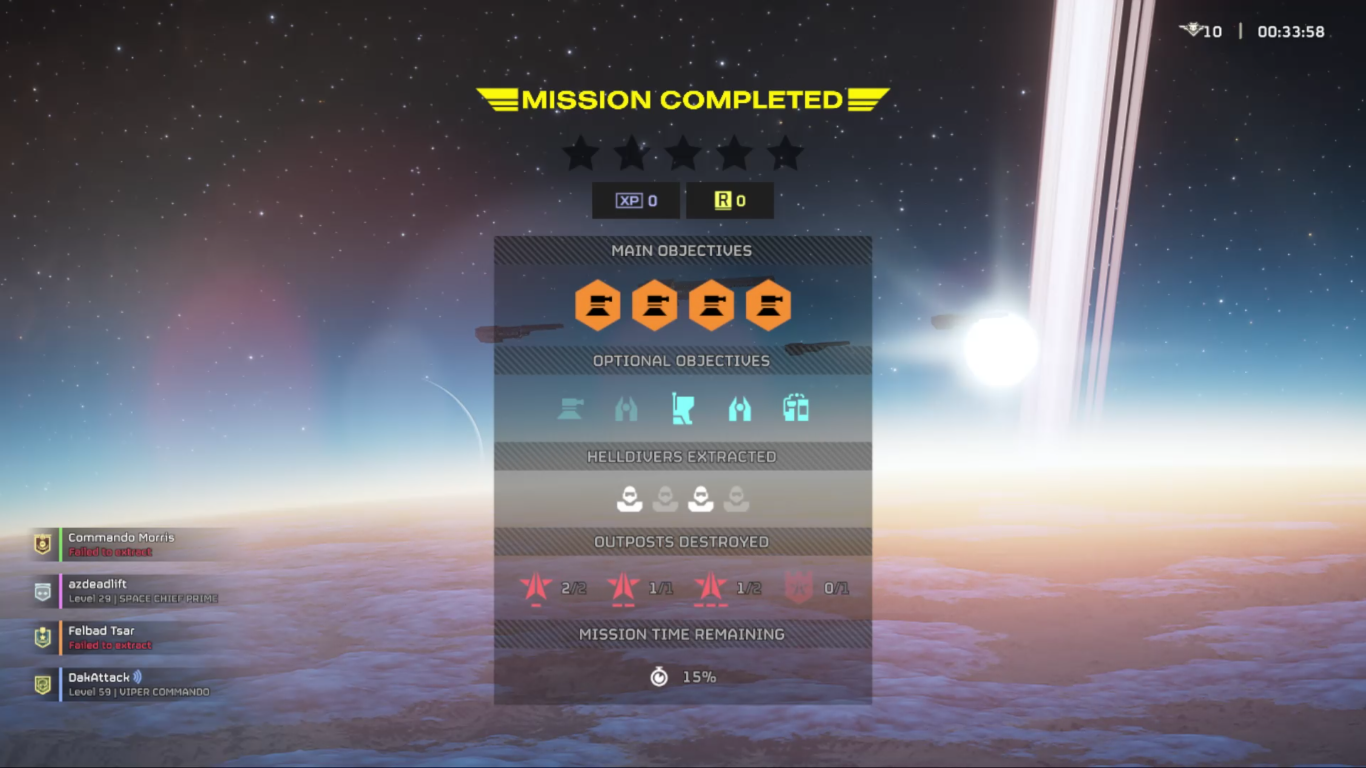 10 | 00:33:58
MISSION COMPLETED
XP 0 R 0
MAIN OBJECTIVES
OPTIONAL OBJECTIVES
HELLDIVERS EXTRACTED
OUTPOSTS DESTROYED
2/2 1/1 1/2 0/1
MISSION TIME REMAINING
15%
Commando Morris
Failed to extract
azdeadlift
Level 29 | SPACE CHIEF PRIME
Felbad Tsar
Failed to extract
DakAttack
Level 59 | VIPER COMMANDO